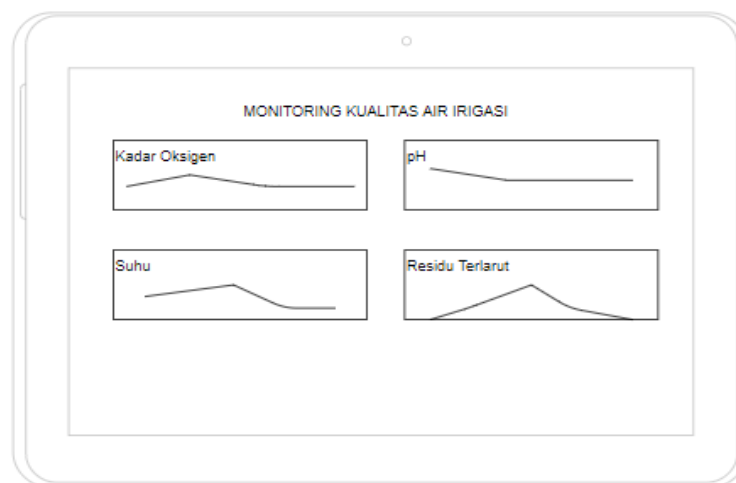 MONITORING KUALITAS AIR IRIGASI
Kadar Oksigen
pH
Suhu
Residu Terlarut